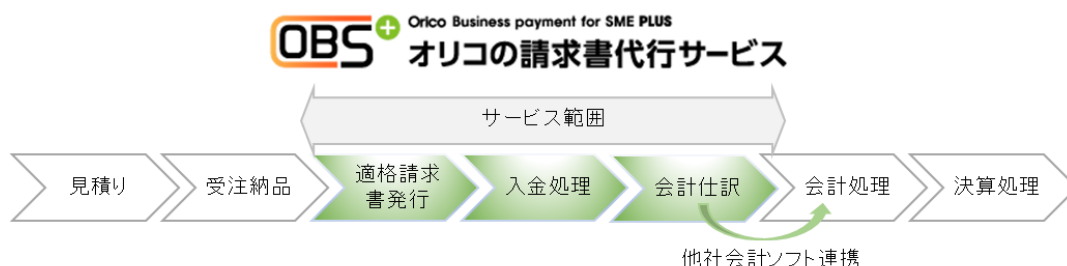 OBS+ Orico Business payment for SME PLUS
オリコの請求書代行サービス
サービス範囲
見積り
受注納品
適格請求
書発行
入金処理
会計仕訳
会計処理
決算処理
他社会計ソフト連携